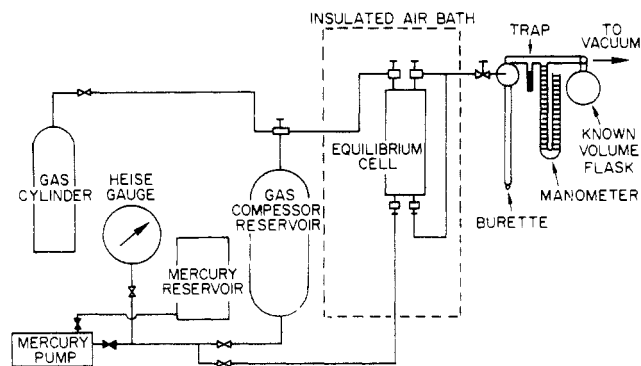 INSULATED AIR BATH
TRAP
TO
VACUUM
GAS
CYLINDER
HEISE
GAUGE
GAS
COMPESSOR
RESERVOIR
EQUILIBRIUM
CELL
KNOWN
VOLUME
FLASK
MANOMETER
BURETTE
MERCURY
RESERVOIR
MERCURY
PUMP